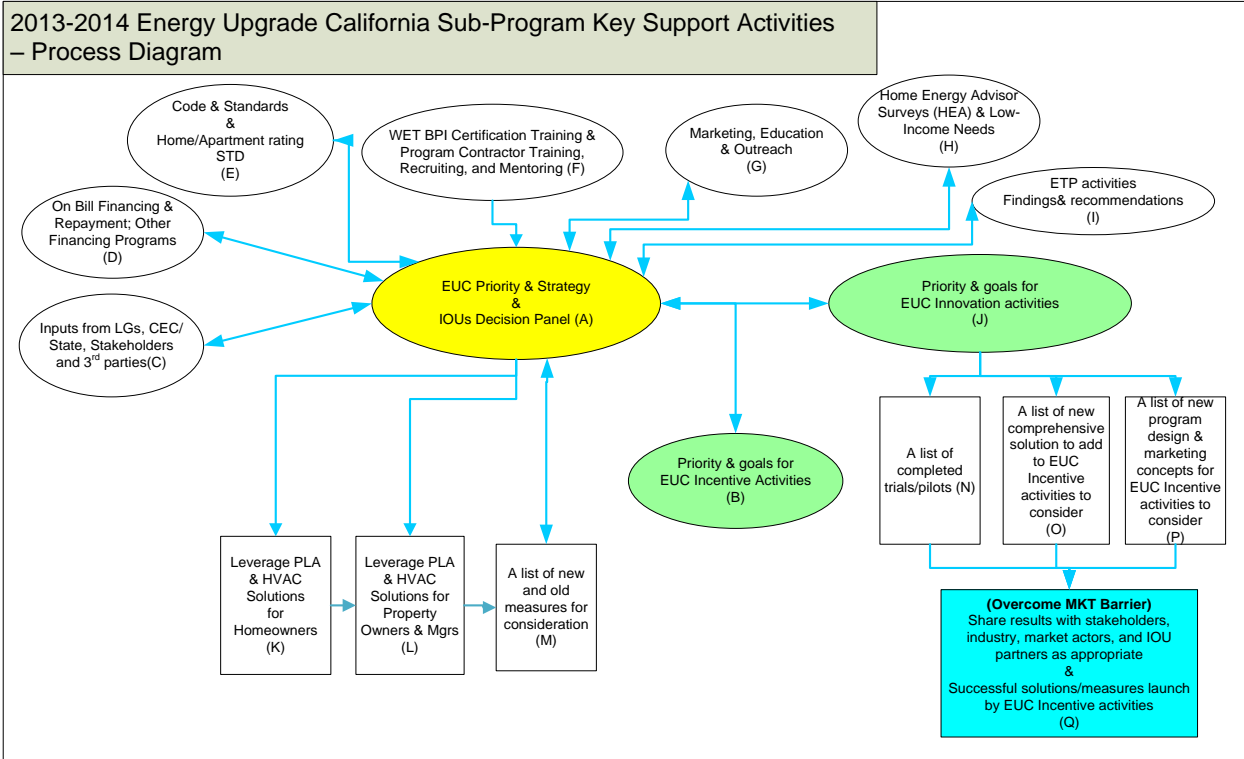 2013-2014 Energy Upgrade California Sub-Program Key Support Activities
– Process Diagram
Code & Standards
&
Home/Apartment rating
STD
(E)
WET BPI Certification Training &
Program Contractor Training,
Recruiting, and Mentoring (F)
Marketing, Education
& Outreach
(G)
Home Energy Advisor
Surveys (HEA) & Low-
Income Needs
(H)
ETP activities
Findings& recommendations
(I)
On Bill Financing &
Repayment; Other
Financing Programs
(D)
Inputs from LGs, CEC/
State, Stakeholders
and 3rd parties(C)
EUC Priority & Strategy
&
IOUs Decision Panel (A)
Priority & goals for
EUC Innovation activities
(J)
Priority & goals for
EUC Incentive Activities
(B)
A list of
completed
trials/pilots (N)
A list of new
comprehensive
solution to add
to EUC
Incentive
activities to
consider
(O)
A list of new
program
design &
marketing
concepts for
EUC Incentive
activities to
consider
(P)
Leverage PLA
& HVAC
Solutions
for
Homeowners
(K)
Leverage PLA
& HVAC
Solutions for
Property
Owners & Mgrs
(L)
A list of new
and old
measures for
consideration
(M)
(Overcome MKT Barrier)
Share results with stakeholders,
industry, market actors, and IOU
partners as appropriate
&
Successful solutions/measures launch
by EUC Incentive activities
(Q)